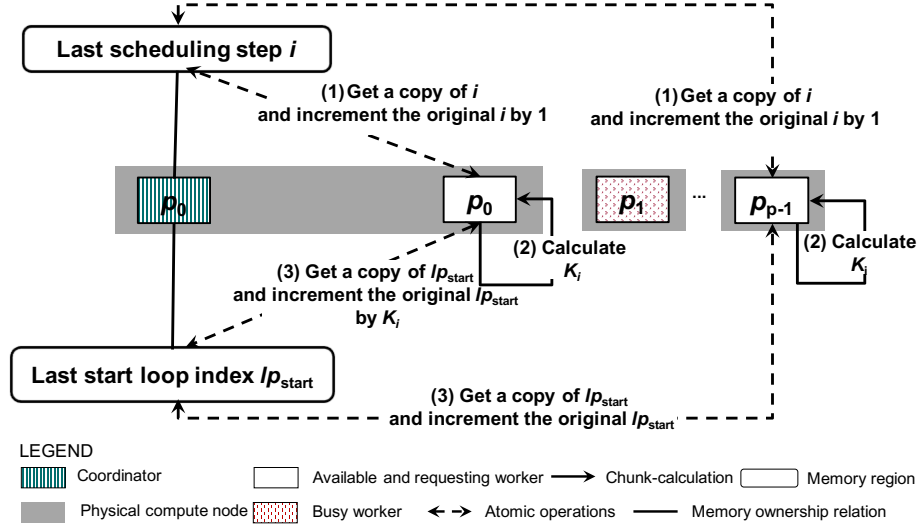 Last scheduling step i
(1) Get a copy of i
and increment the original i by 1
(1) Get a copy of i
and increment the original i by 1
p0
p0
p1
...
pp-1
(2) Calculate
Ki
(2) Calculate
Ki
(3) Get a copy of lpstart
and increment the original lpstart
by Ki
Last start loop index lpstart
(3) Get a copy of lpstart
and increment the original lpstart
LEGEND
Coordinator
Available and requesting worker
Chunk-calculation
Memory region
Physical compute node
Busy worker
Atomic operations
Memory ownership relation